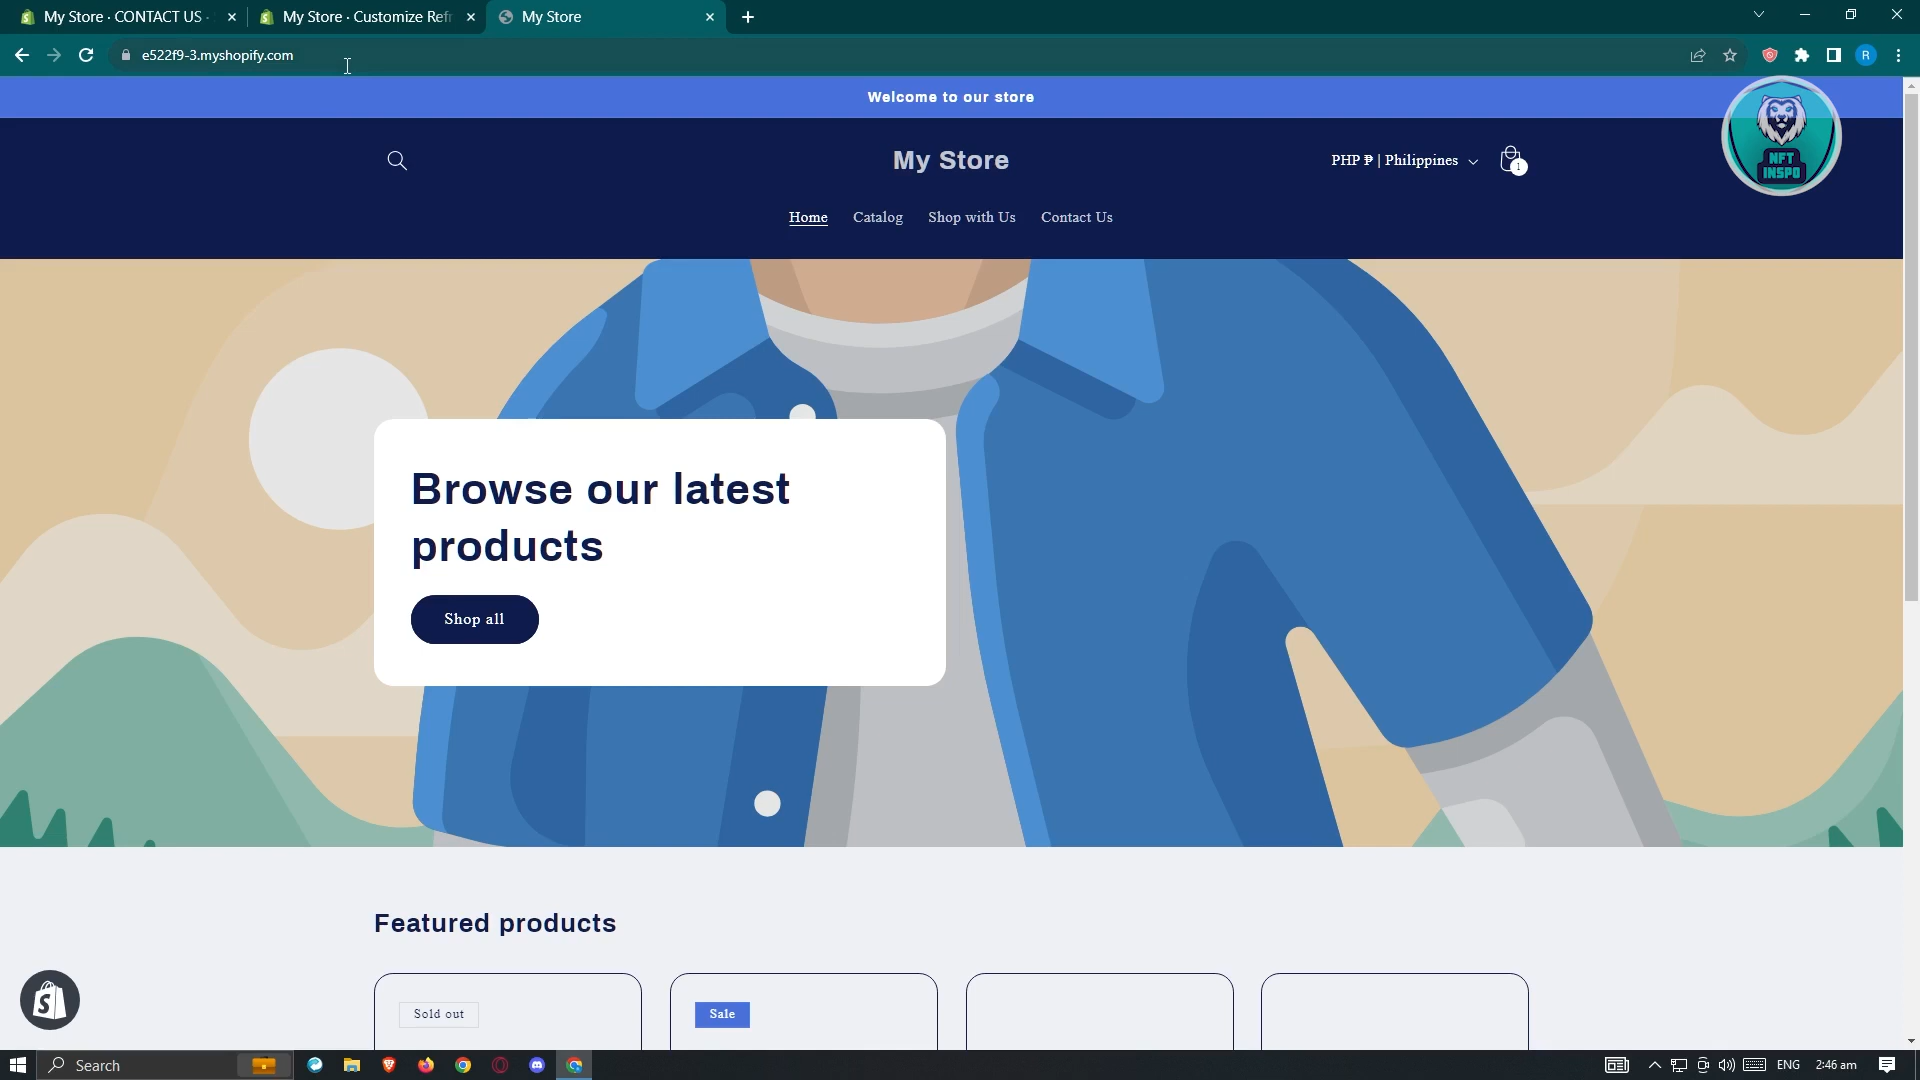 My Store · CONTACT US ·
My Store · Customize Refr
My Store
e522f9-3.myshopify.com
R
Welcome to our store
My Store
PHP ₱ | Philippines
1
NFT
INSPO
Home
Catalog
Shop with Us
Contact Us
Browse our latest
products
Shop all
Featured products
Sold out
Sale
Search
ENG
2:46 am